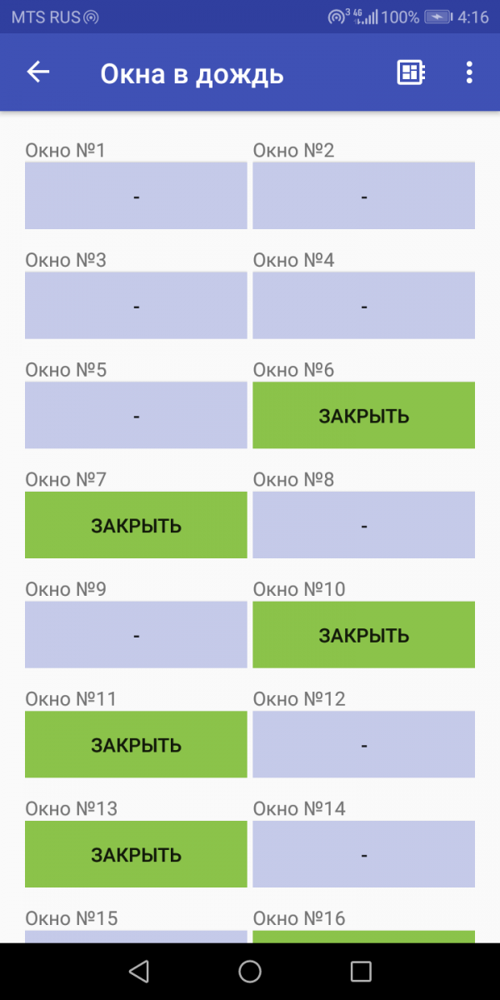 MTS RUS 3 4G 100% 4:16
Окна в дождь
Окно №1 Окно №2
- -
Окно №3 Окно №4
- -
Окно №5 Окно №6
- ЗАКРЫТЬ
Окно №7 Окно №8
ЗАКРЫТЬ -
Окно №9 Окно №10
- ЗАКРЫТЬ
Окно №11 Окно №12
ЗАКРЫТЬ -
Окно №13 Окно №14
ЗАКРЫТЬ -
Окно №15 Окно №16